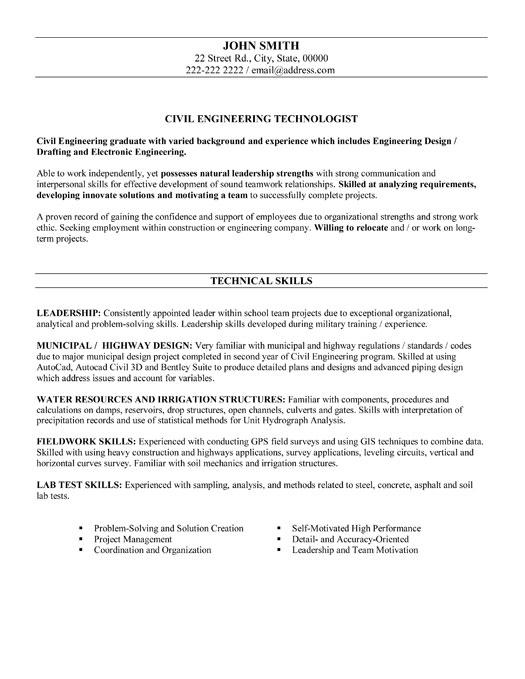 JOHN SMITH
22 Street Rd., City, State, 00000
222-222 2222 / email@address.com
CIVIL ENGINEERING TECHNOLOGIST
Civil Engineering graduate with varied background and experience which includes Engineering Design /
Drafting and Electronic Engineering.
Able to work independently, yet possesses natural leadership strengths with strong communication and
interpersonal skills for effective development of sound teamwork relationships. Skilled at analyzing requirements,
developing innovate solutions and motivating a team to successfully complete projects.
A proven record of gaining the confidence and support of employees due to organizational strengths and strong work
ethic. Seeking employment within construction or engineering company. Willing to relocate and / or work on long-
term projects.
TECHNICAL SKILLS
LEADERSHIP: Consistently appointed leader within school team projects due to exceptional organizational,
analytical and problem-solving skills. Leadership skills developed during military training / experience.
MUNICIPAL / HIGHWAY DESIGN: Very familiar with municipal and highway regulations / standards / codes
due to major municipal design project completed in second year of Civil Engineering program. Skilled at using
AutoCad, Autocad Civil 3D and Bentley Suite to produce detailed plans and designs and advanced piping design
which address issues and account for variables.
WATER RESOURCES AND IRRIGATION STRUCTURES: Familiar with components, procedures and
calculations on damps, reservoirs, drop structures, open channels, culverts and gates. Skills with interpretation of
precipitation records and use of statistical methods for Unit Hydrograph Analysis.
FIELDWORK SKILLS: Experienced with conducting GPS field surveys and using GIS techniques to combine data.
Skilled with using heavy construction and highways applications, survey applications, leveling circuits, vertical and
horizontal curves survey. Familiar with soil mechanics and irrigation structures.
LAB TEST SKILLS: Experienced with sampling, analysis, and methods related to steel, concrete, asphalt and soil
lab tests.
▪ Problem-Solving and Solution Creation
▪ Project Management
▪ Coordination and Organization
▪ Self-Motivated High Performance
▪ Detail- and Accuracy-Oriented
▪ Leadership and Team Motivation